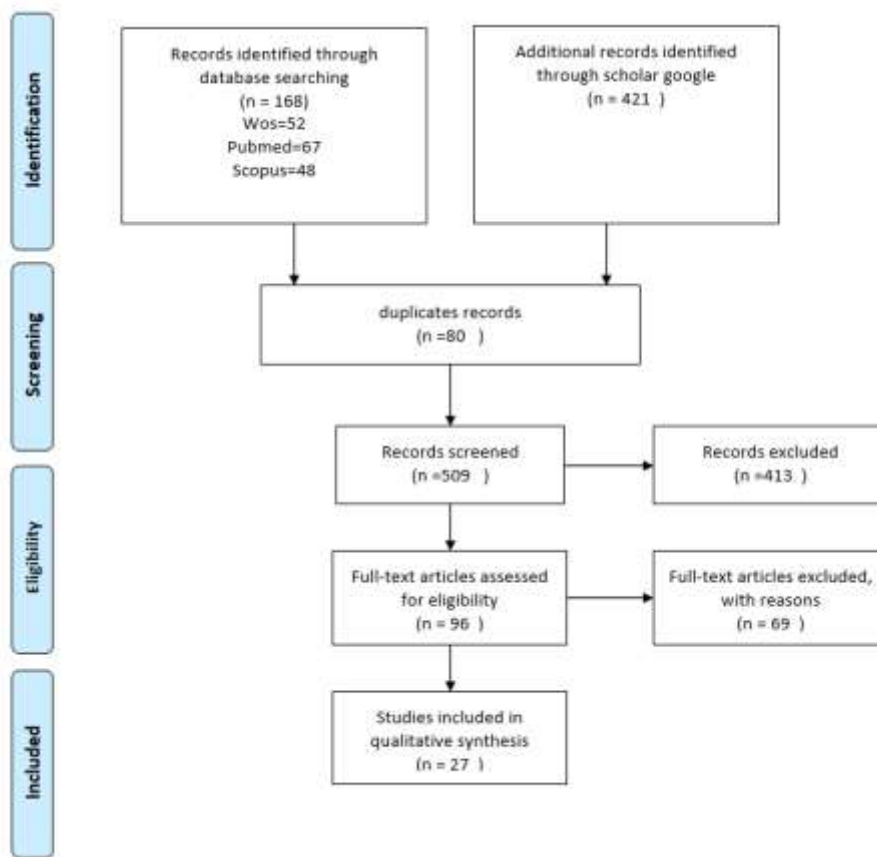 Identification
Records identified through
database searching
(n = 168)
Wos=52
Pubmed=67
Scopus=48
Additional records identified
through scholar google
(n = 421 )
Screening
duplicates records
(n =80 )
Records screened
(n =509 )
Records excluded
(n =413 )
Eligibility
Full-text articles assessed
for eligibility
(n = 96 )
Full-text articles excluded,
with reasons
(n = 69 )
Included
Studies included in
qualitative synthesis
(n = 27 )